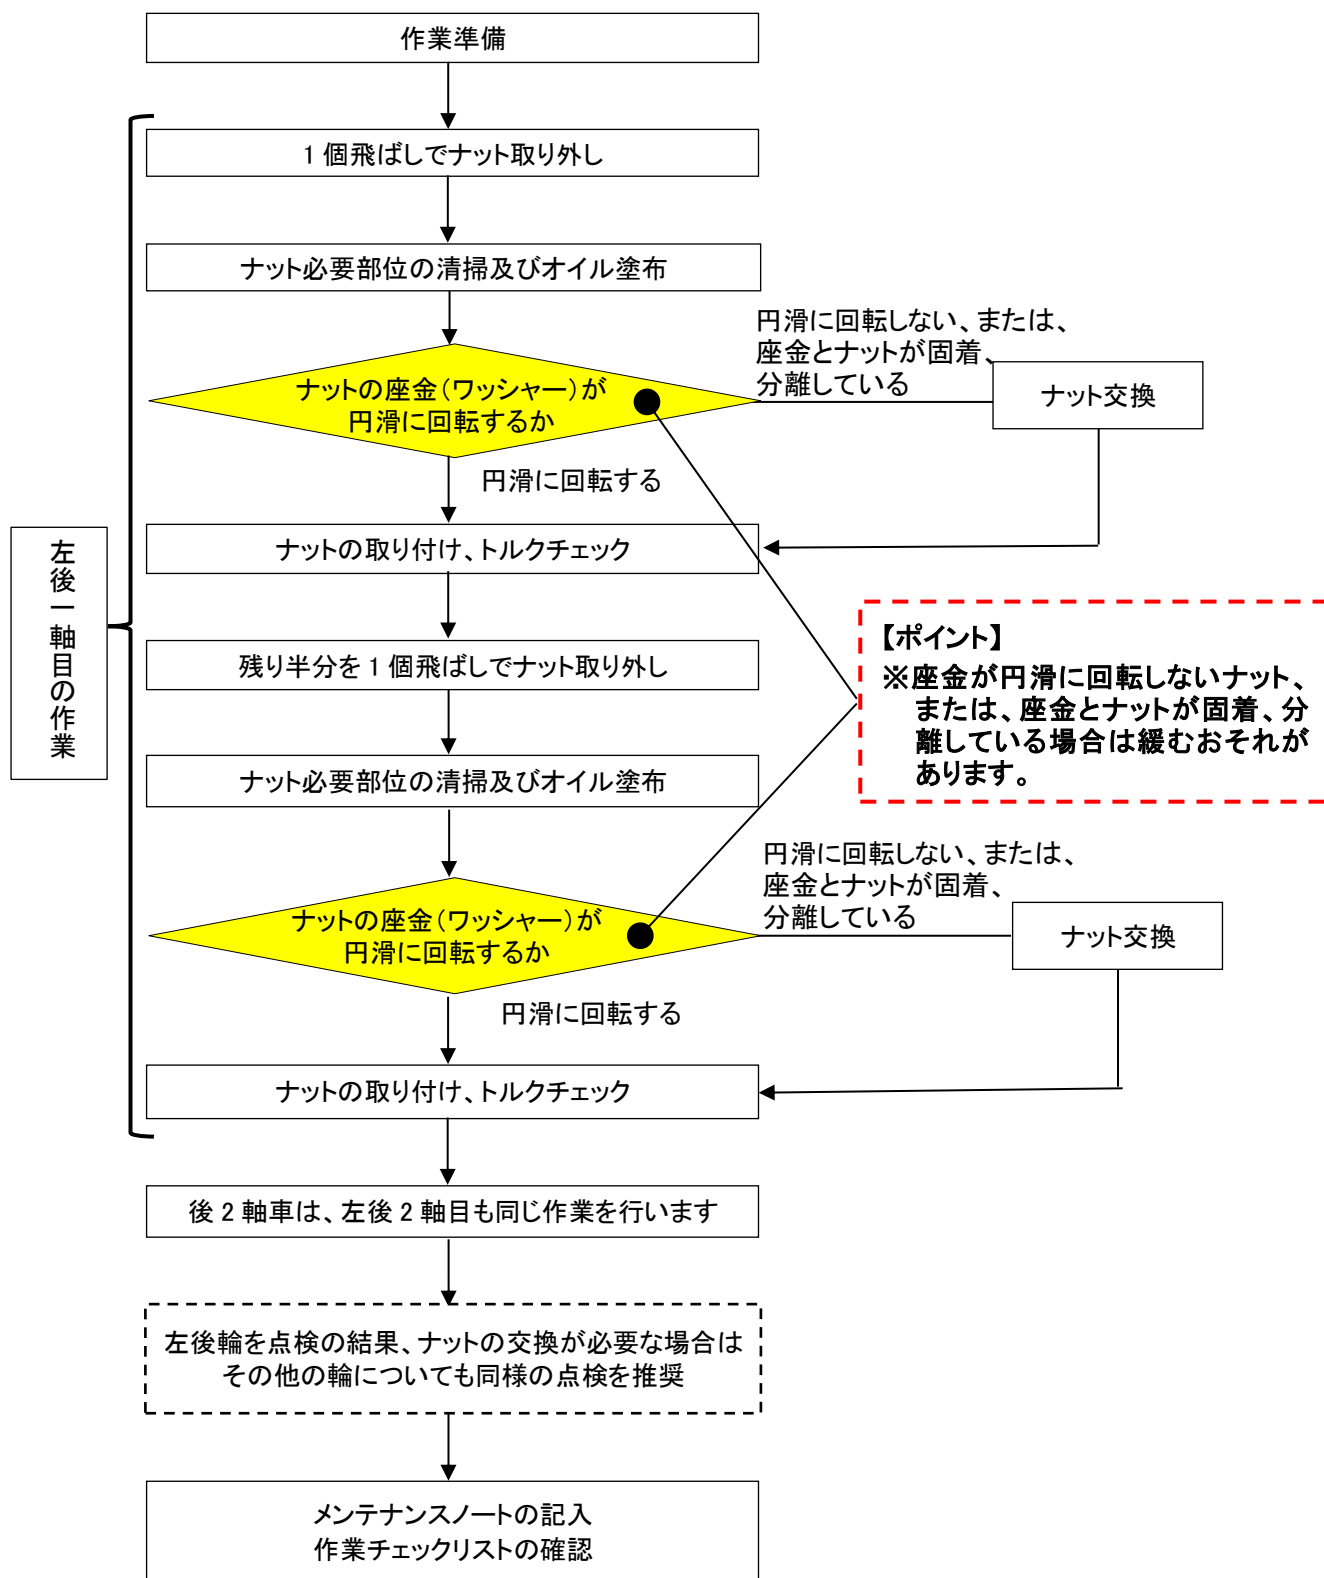 作業準備
1 個飛ばしでナット取り外し
ナット必要部位の清掃及びオイル塗布
円滑に回転しない、または、
座金とナットが固着、
分離している
ナットの座金（ワッシャー）が
円滑に回転するか
ナット交換
円滑に回転する
ナットの取り付け、トルクチェック
左後一軸目の作業
【ポイント】
※座金が円滑に回転しないナット、
または、座金とナットが固着、分
離している場合は緩むおそれが
あります。
残り半分を 1 個飛ばしでナット取り外し
ナット必要部位の清掃及びオイル塗布
円滑に回転しない、または、
座金とナットが固着、
分離している
ナットの座金（ワッシャー）が
円滑に回転するか
ナット交換
円滑に回転する
ナットの取り付け、トルクチェック
後 2 軸車は、左後 2 軸目も同じ作業を行います
左後輪を点検の結果、ナットの交換が必要な場合は
その他の輪についても同様の点検を推奨
メンテナンスノートの記入
作業チェックリストの確認